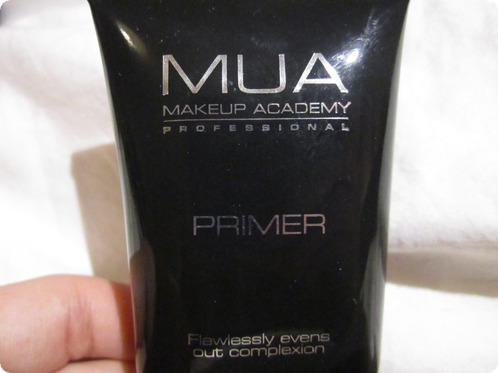 MUA
MAKEUP ACADEMY
PROFESSIONAL
PRIMER
Flawlessly evens
out complexion